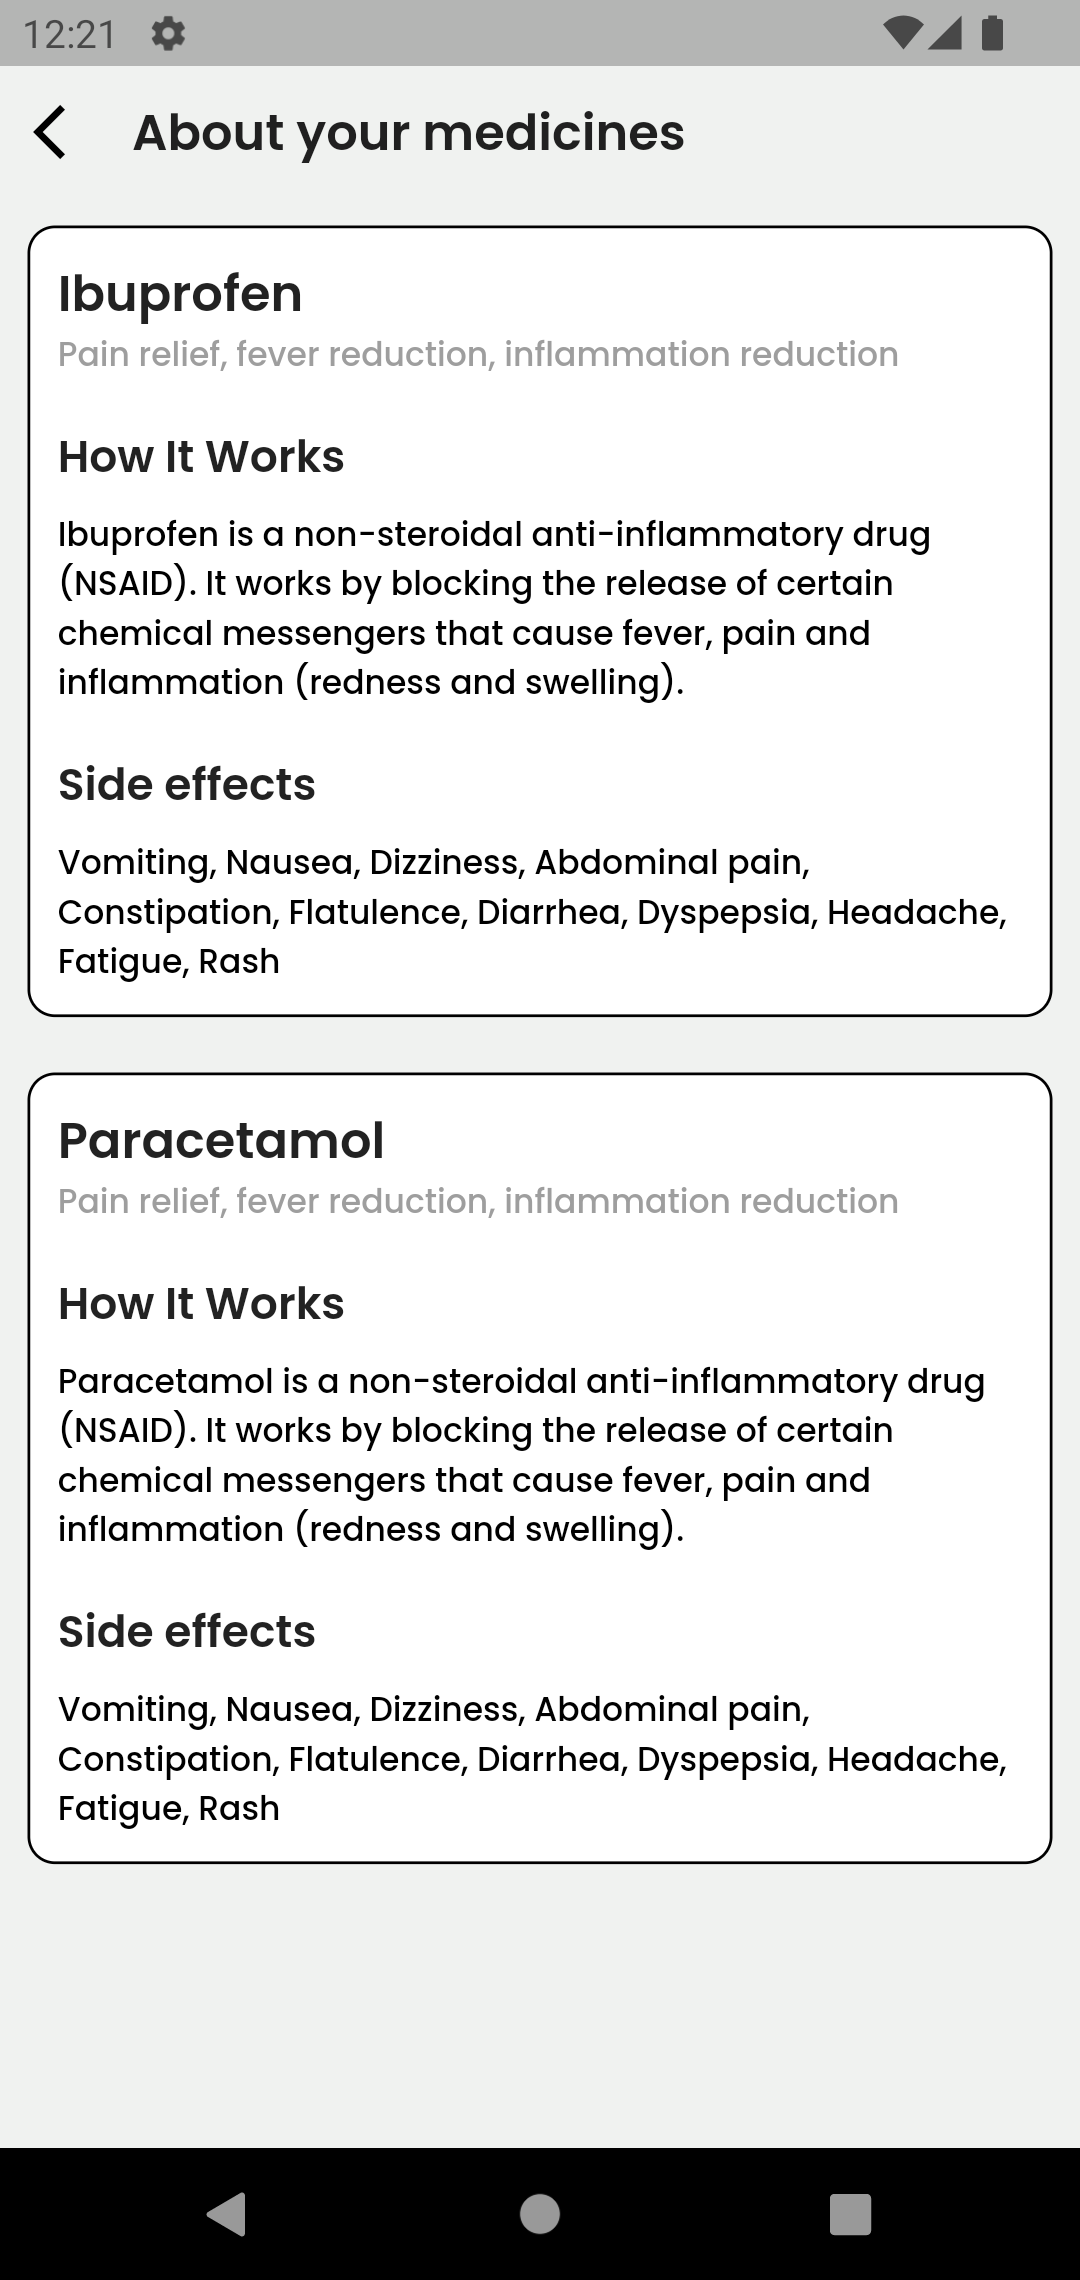 12:21
About your medicines
Ibuprofen
Pain relief, fever reduction, inflammation reduction
How It Works
Ibuprofen is a non-steroidal anti-inflammatory drug
(NSAID). It works by blocking the release of certain
chemical messengers that cause fever, pain and
inflammation (redness and swelling).
Side effects
Vomiting, Nausea, Dizziness, Abdominal pain,
Constipation, Flatulence, Diarrhea, Dyspepsia, Headache,
Fatigue, Rash
Paracetamol
Pain relief, fever reduction, inflammation reduction
How It Works
Paracetamol is a non-steroidal anti-inflammatory drug
(NSAID). It works by blocking the release of certain
chemical messengers that cause fever, pain and
inflammation (redness and swelling).
Side effects
Vomiting, Nausea, Dizziness, Abdominal pain,
Constipation, Flatulence, Diarrhea, Dyspepsia, Headache,
Fatigue, Rash